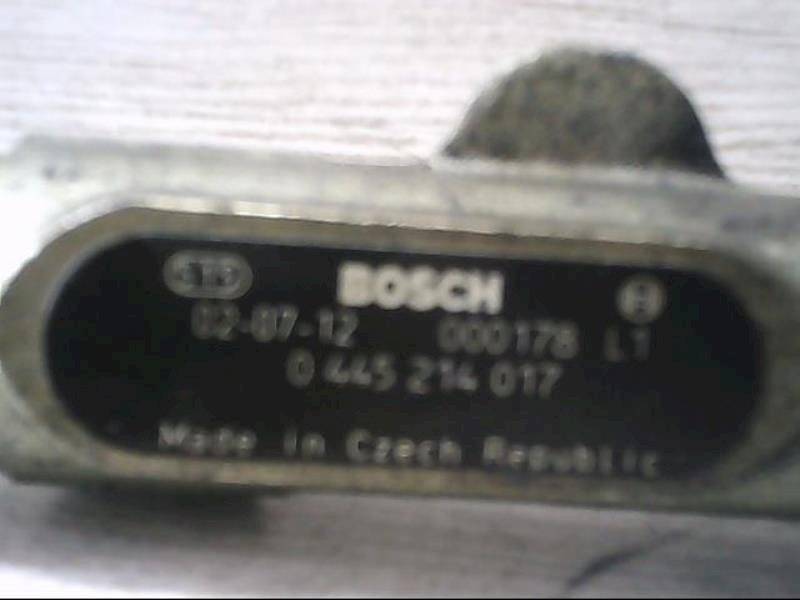 BOSCH
02-07-12 000178 L1
0 445 214 017
Made in Czech Republic